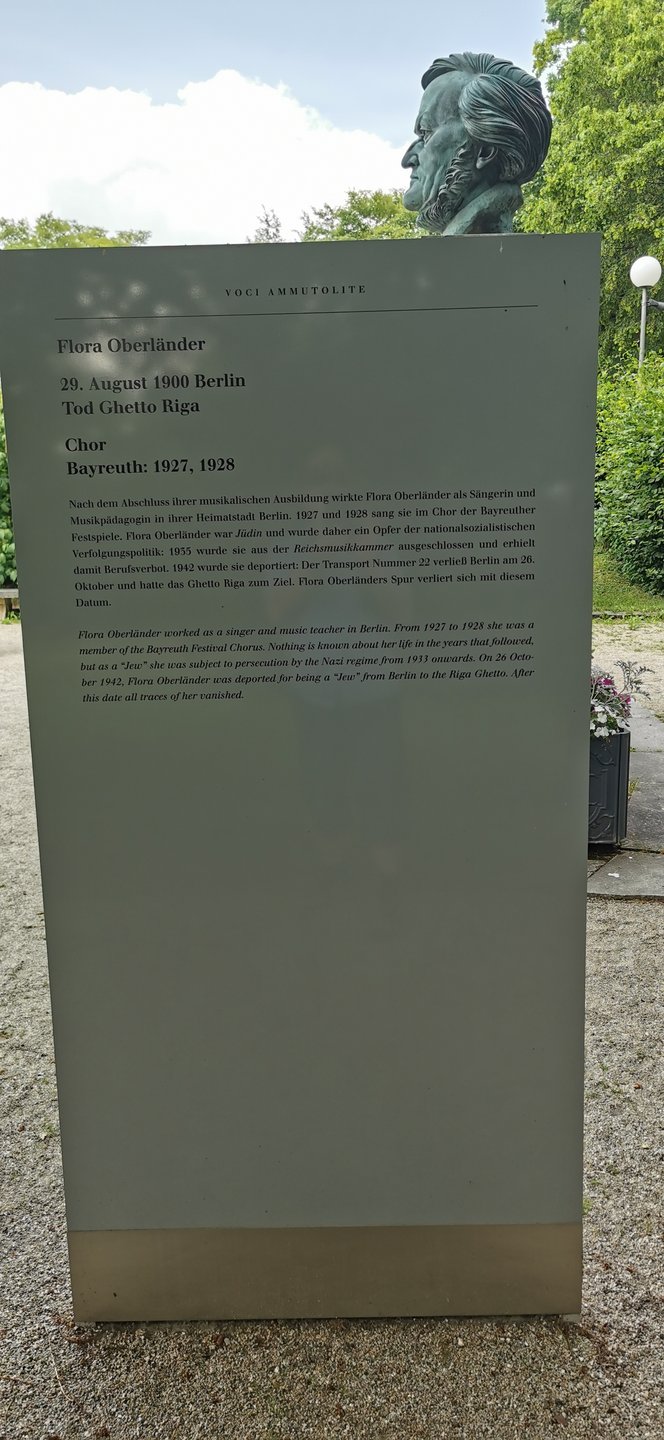 VOCI AMMUTOLITE
Flora Oberländer
29. August 1900 Berlin
Tod Ghetto Riga
Chor
Bayreuth: 1927, 1928
Nach dem Abschluss ihrer musikalischen Ausbildung wirkte Flora Oberländer als Sängerin und
Musikpädagogin in ihrer Heimatstadt Berlin. 1927 und 1928 sang sie im Chor der Bayreuther
Festspiele. Flora Oberländer war Jüdin und wurde daher ein Opfer der nationalsozialistischen
Verfolgungspolitik: 1935 wurde sie aus der Reichsmusikkammer ausgeschlossen und erhielt
damit Berufsverbot. 1942 wurde sie deportiert: Der Transport Nummer 22 verließ Berlin am 26.
Oktober und hatte das Ghetto Riga zum Ziel. Flora Oberländers Spur verliert sich mit diesem
Datum.
Flora Oberländer worked as a singer and music teacher in Berlin. From 1927 to 1928 she was a
member of the Bayreuth Festival Chorus. Nothing is known about her life in the years that followed,
but as a “Jew” she was subject to persecution by the Nazi regime from 1933 onwards. On 26 Octo-
ber 1942, Flora Oberländer was deported for being a “Jew” from Berlin to the Riga Ghetto. After
this date all traces of her vanished.